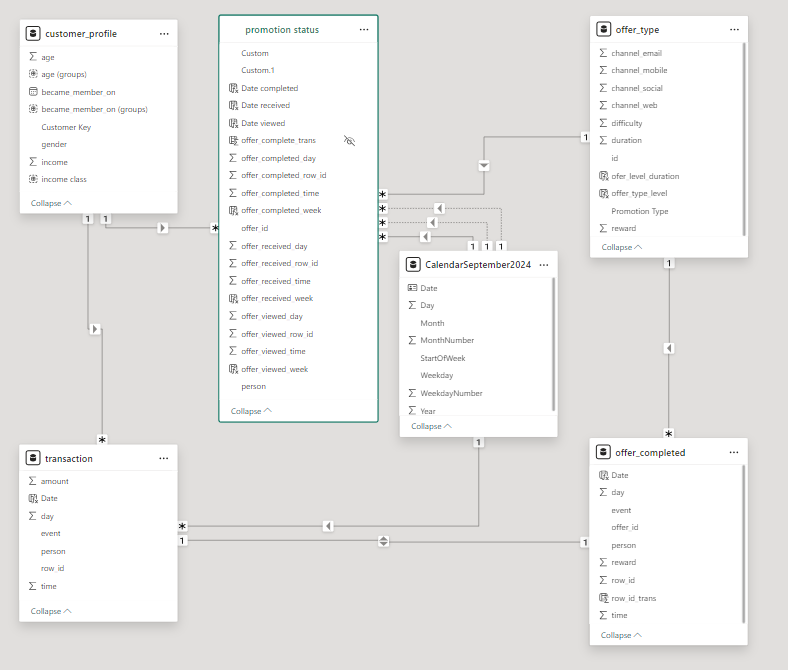 customer_profile
age
age (groups)
became_member_on
became_member_on (groups)
Customer Key
gender
income
income class
Collapse
promotion status
Custom
Custom.1
Date completed
Date received
Date viewed
offer_complete_trans
offer_completed_day
offer_completed_row_id
offer_completed_time
offer_completed_week
offer id
offer_received_day
offer_received_row_id
offer_received_time
offer_received_week
offer_viewed_day
offer_viewed_row_id
offer_viewed_time
offer_viewed_week
person
Collapse
offer_type
channel_email
channel_mobile
channel_social
channel_web
difficulty
duration
id
ofer_level_duration
offer_type_level
Promotion Type
reward
Collapse
1
1
*
*
1
*
*
*
*
1
1
1
1
*
CalendarSeptember2024
Date
Day
Month
MonthNumber
StartOfWeek
Weekday
WeekdayNumber
Year
Collapse
1
*
1
1
transaction
amount
Date
day
event
person
row_id
time
Collapse
offer_completed
Date
day
event
offer_id
person
reward
row_id
row_id_trans
time
Collapse